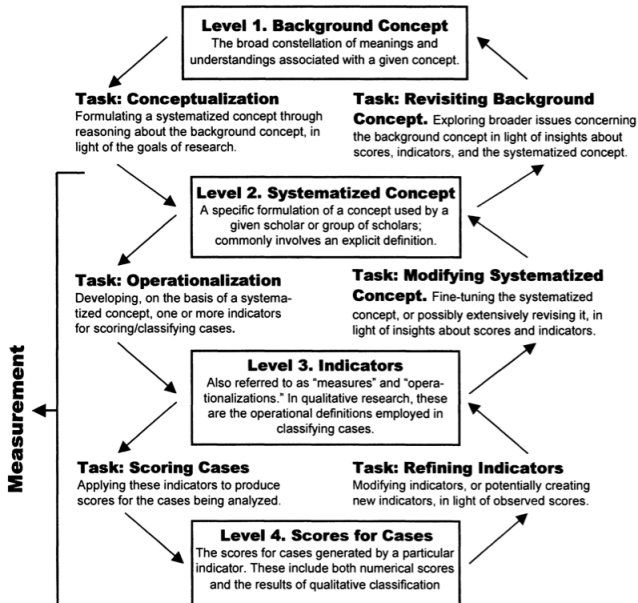 Level 1. Background Concept
The broad constellation of meanings and
understandings associated with a given concept.
Task: Conceptualization
Formulating a systematized concept through
reasoning about the background concept, in
light of the goals of research.
Task: Revisiting Background
Concept. Exploring broader issues concerning
the background concept in light of insights about
scores, indicators, and the systematized concept.
Level 2. Systematized Concept
A specific formulation of a concept used by a
given scholar or group of scholars;
commonly involves an explicit definition.
Task: Operationalization
Developing, on the basis of a systema-
tized concept, one or more indicators
for scoring/classifying cases.
Task: Modifying Systematized
Concept. Fine-tuning the systematized
concept, or possibly extensively revising it, in
light of insights about scores and indicators.
Level 3. Indicators
Also referred to as “measures” and “opera-
tionalizations.” In qualitative research, these
are the operational definitions employed in
classifying cases.
Measurement
Task: Scoring Cases
Applying these indicators to produce
scores for the cases being analyzed.
Task: Refining Indicators
Modifying indicators, or potentially creating
new indicators, in light of observed scores.
Level 4. Scores for Cases
The scores for cases generated by a particular
indicator. These include both numerical scores
and the results of qualitative classification